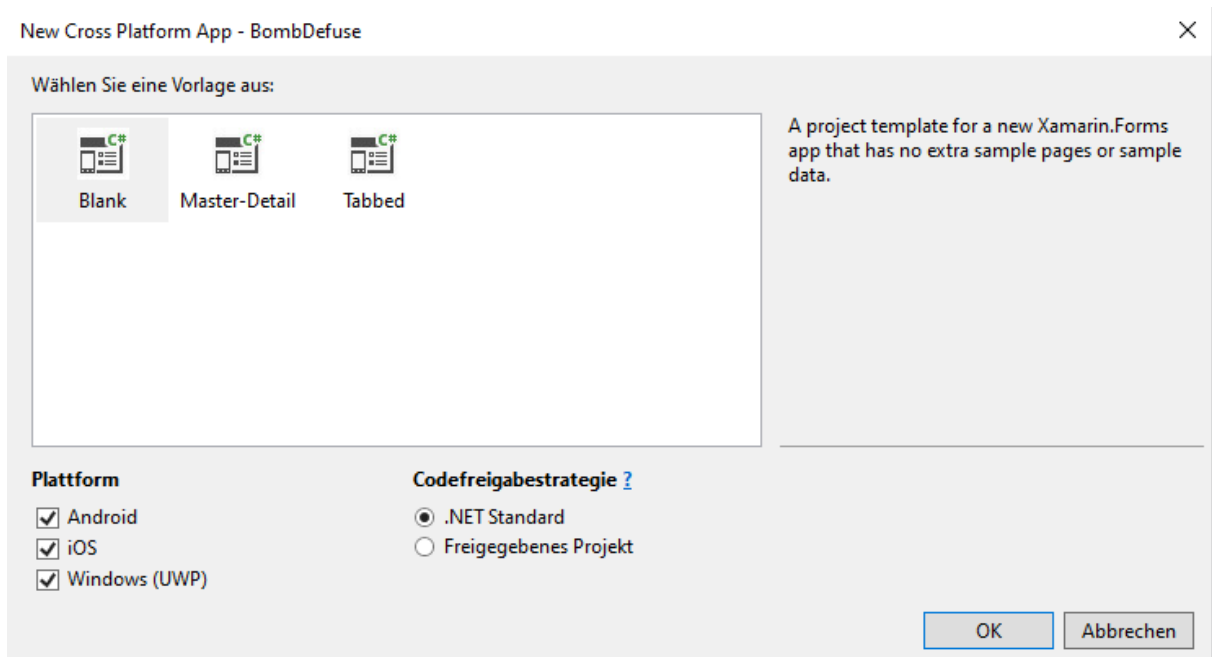 New Cross Platform App - BombDefuse
Wählen Sie eine Vorlage aus:
C# C# C#
Blank Master-Detail Tabbed
A project template for a new Xamarin.Forms
app that has no extra sample pages or sample
data.
Plattform
Android
iOS
Windows (UWP)
Codefreigabestrategie ?
.NET Standard
Freigegebenes Projekt
OK Abbrechen